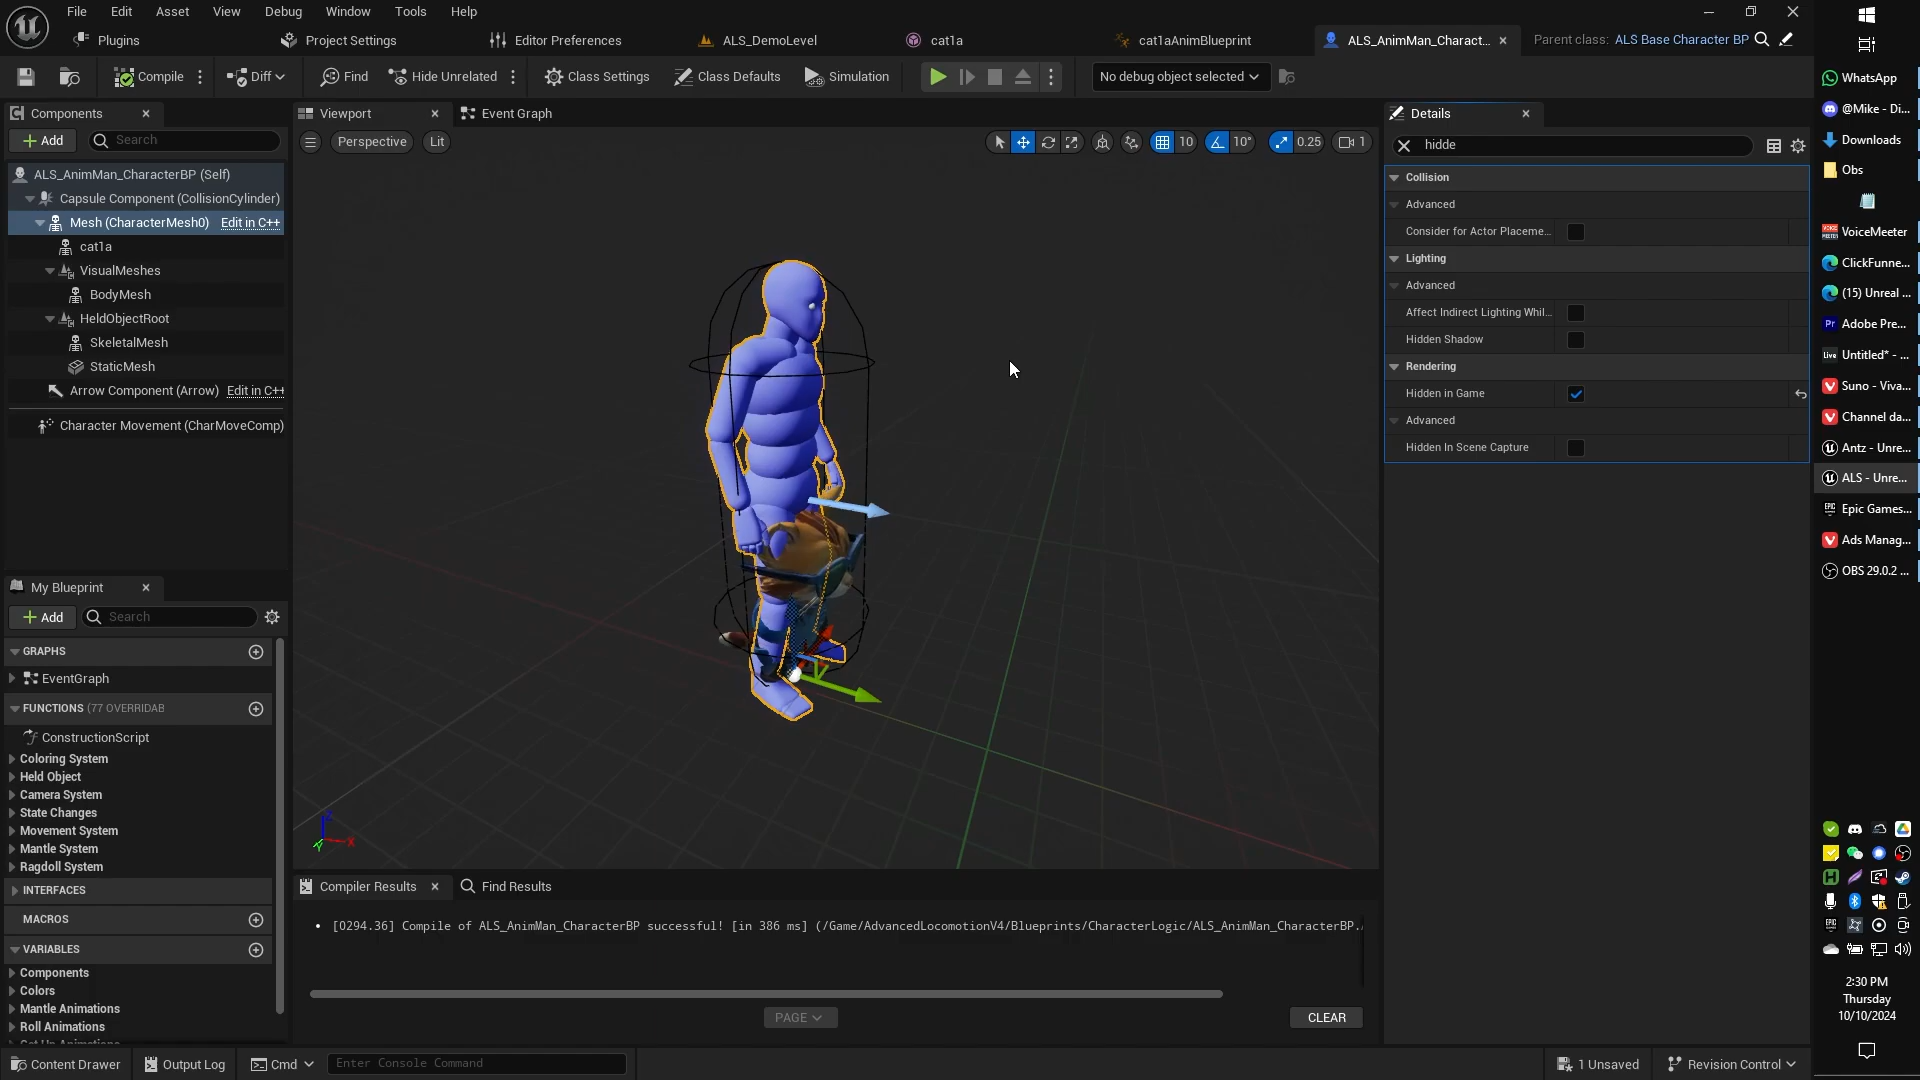 File Edit Asset View Debug Window Tools Help
Plugins Project Settings Editor Preferences ALS_DemoLevel cat1a cat1aAnimBlueprint ALS_AnimMan_Charact... Parent class: ALS Base Character BP
Compile Diff Find Hide Unrelated Class Settings Class Defaults Simulation No debug object selected
Components
Add Search
ALS_AnimMan_CharacterBP (Self)
Capsule Component (CollisionCylinder)
Mesh (CharacterMesh0) Edit in C++
cat1a
VisualMeshes
BodyMesh
HeldObjectRoot
SkeletalMesh
StaticMesh
Arrow Component (Arrow) Edit in C++
Character Movement (CharMoveComp)
My Blueprint
Add Search
GRAPHS
EventGraph
FUNCTIONS (77 OVERRIDAB
ConstructionScript
Coloring System
Held Object
Camera System
State Changes
Movement System
Mantle System
Ragdoll System
INTERFACES
MACROS
VARIABLES
Components
Colors
Mantle Animations
Roll Animations
Viewport Event Graph
Perspective Lit 10 10° 0.25 1
Z
X
Y
Compiler Results Find Results
[0294.36] Compile of ALS_AnimMan_CharacterBP successful! [in 386 ms] (/Game/AdvancedLocomotionV4/Blueprints/CharacterLogic/ALS_AnimMan_CharacterBP.
PAGE CLEAR
Details
hidde
Collision
Advanced
Consider for Actor Placeme...
Lighting
Advanced
Affect Indirect Lighting Whil...
Hidden Shadow
Rendering
Hidden in Game
Advanced
Hidden In Scene Capture
Content Drawer Output Log Cmd Enter Console Command 1 Unsaved Revision Control
WhatsApp
@Mike - Di...
Downloads
Obs
VoiceMeeter
ClickFunne...
(15) Unreal ...
Adobe Pre...
Untitled* - ...
Suno - Viva...
Channel da...
Antz - Unre...
ALS - Unre...
Epic Games...
Ads Manag...
OBS 29.0.2 ...
2:30 PM
Thursday
10/10/2024